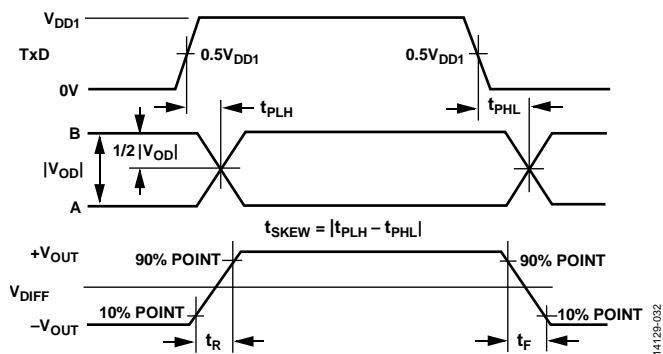 VDD1
TxD
0.5VDD1
0.5VDD1
0V
tPLH
tPHL
B
1/2 |VOD|
|VOD|
A
tSKEW = |tPLH – tPHL|
+VOUT
90% POINT
90% POINT
VDIFF
10% POINT
10% POINT
–VOUT
tR
tF
14129-032